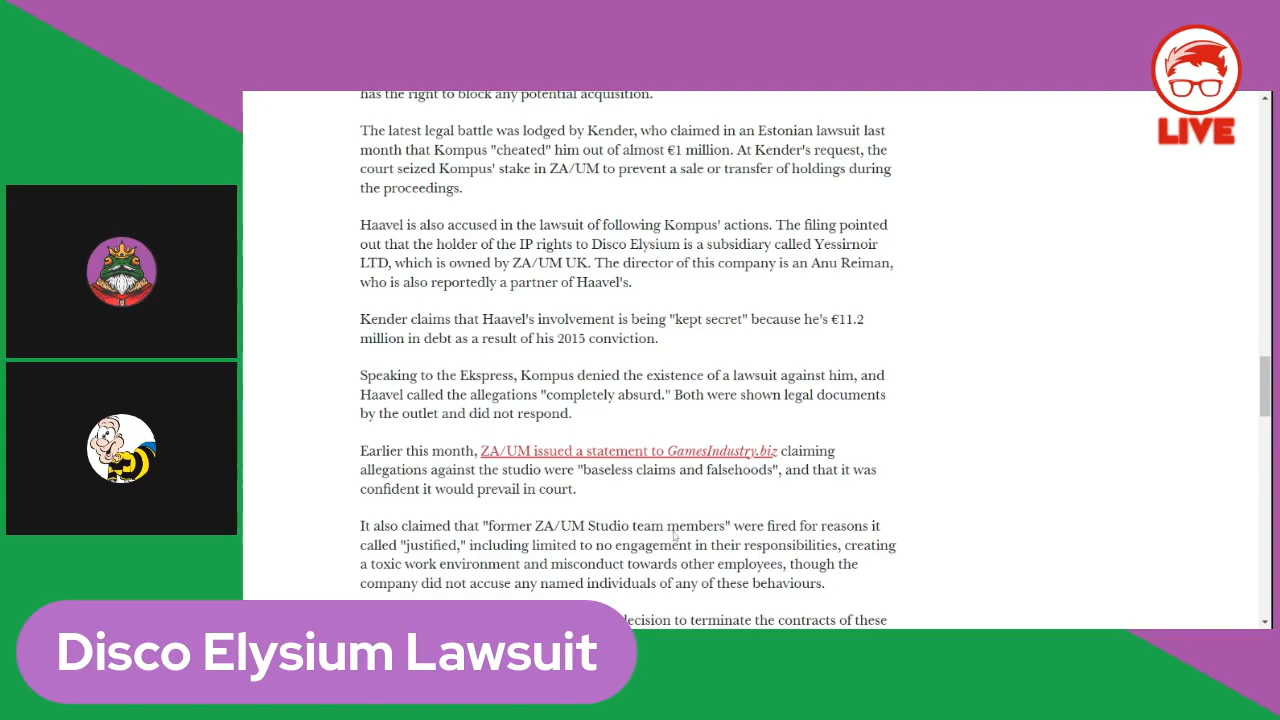 LIVE
has the right to block any potential acquisition.
The latest legal battle was lodged by Kender, who claimed in an Estonian lawsuit last
month that Kompus "cheated" him out of almost €1 million. At Kender's request, the
court seized Kompus' stake in ZA/UM to prevent a sale or transfer of holdings during
the proceedings.
Haavel is also accused in the lawsuit of following Kompus' actions. The filing pointed
out that the holder of the IP rights to Disco Elysium is a subsidiary called Yessirnoir
LTD, which is owned by ZA/UM UK. The director of this company is an Anu Reiman,
who is also reportedly a partner of Haavel's.
Kender claims that Haavel's involvement is being "kept secret" because he's €11.2
million in debt as a result of his 2015 conviction.
Speaking to the Ekspress, Kompus denied the existence of a lawsuit against him, and
Haavel called the allegations "completely absurd." Both were shown legal documents
by the outlet and did not respond.
Earlier this month, ZA/UM issued a statement to GamesIndustry.biz claiming
allegations against the studio were "baseless claims and falsehoods", and that it was
confident it would prevail in court.
It also claimed that "former ZA/UM Studio team members" were fired for reasons it
called "justified," including limited to no engagement in their responsibilities, creating
a toxic work environment and misconduct towards other employees, though the
company did not accuse any named individuals of any of these behaviours.
decision to terminate the contracts of these
Disco Elysium Lawsuit